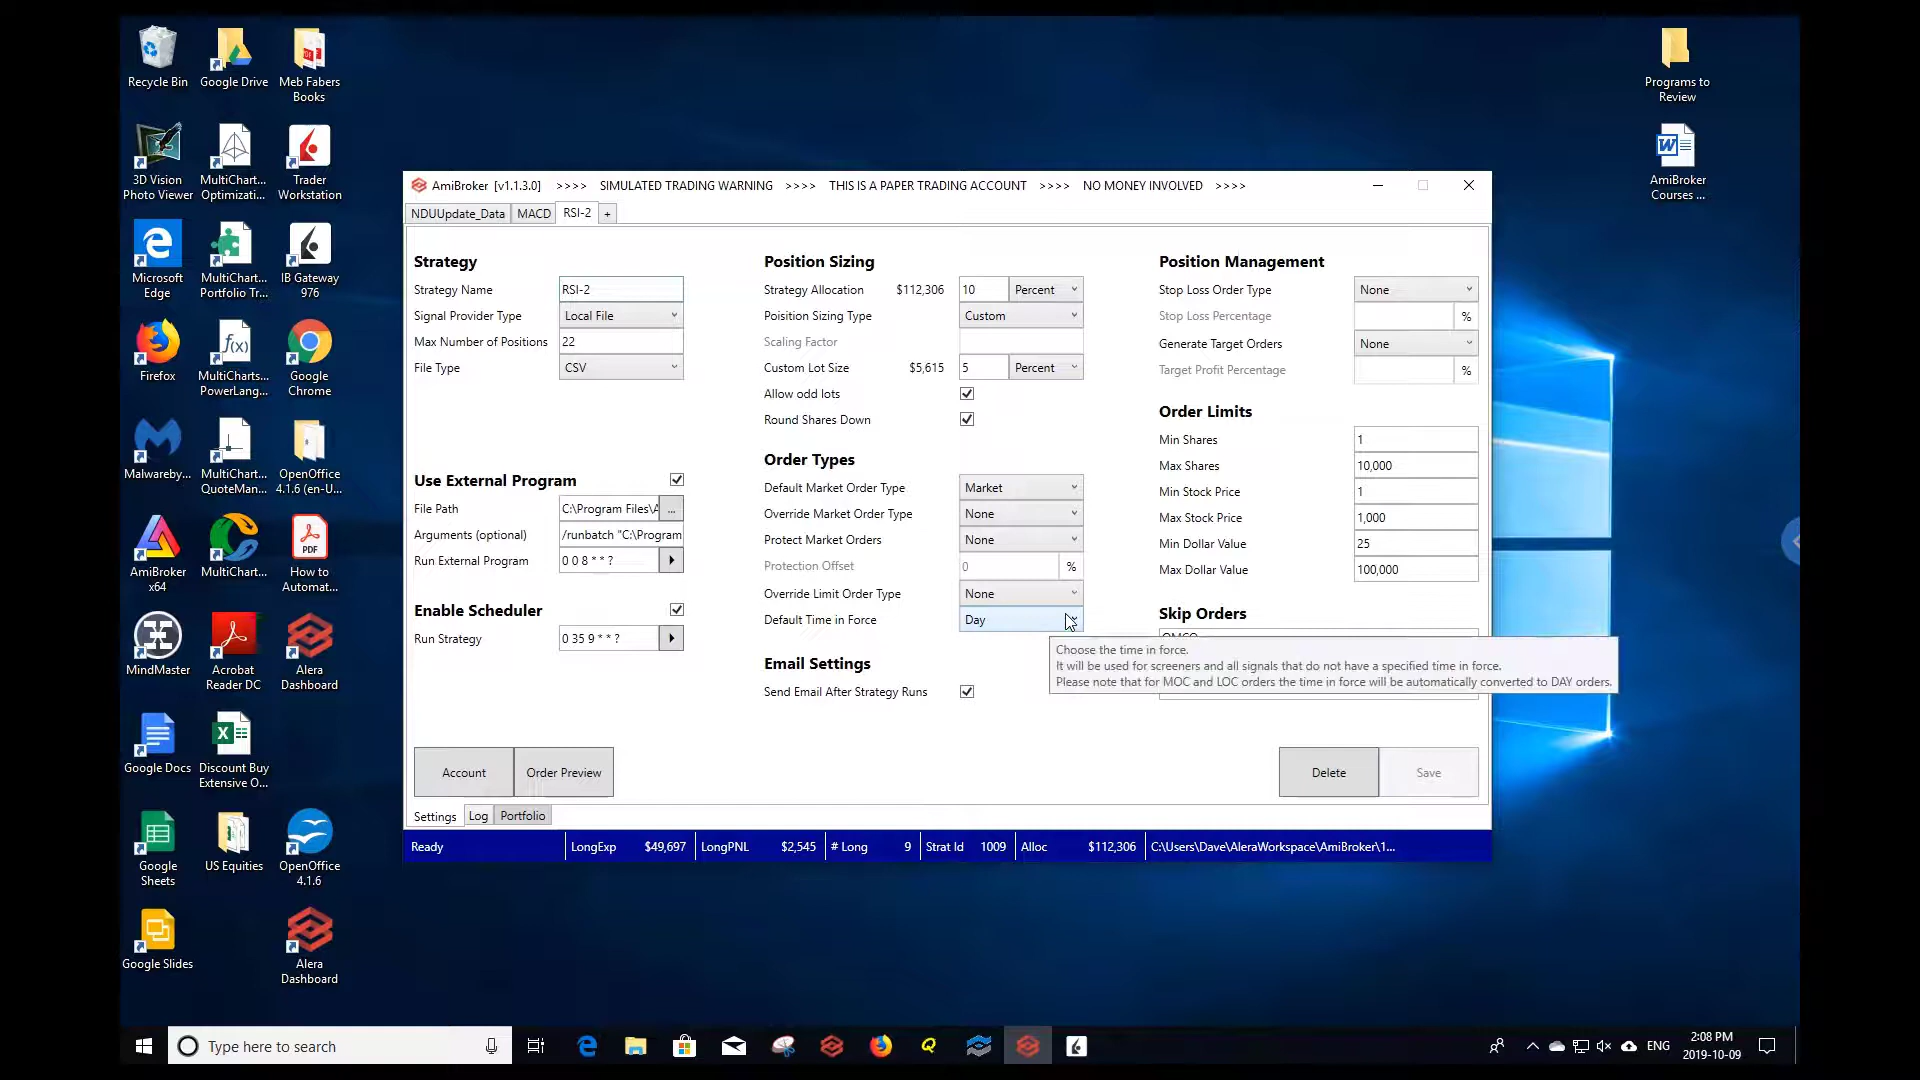 Recycle Bin
Google Drive
Meb Fabers
Books
3D Vision
Photo Viewer
MultiChart...
Optimizati...
Trader
Workstation
Microsoft
Edge
MultiChart...
Portfolio Tr...
IB Gateway
976
Firefox
MultiCharts...
PowerLang...
Google
Chrome
Malwareby...
MultiChart...
QuoteMan...
OpenOffice
4.1.6 (en-U...
AmiBroker
x64
MultiChart...
How to
Automat...
MindMaster
Acrobat
Reader DC
Alera
Dashboard
Google Docs
Discount Buy
Extensive O...
Google
Sheets
US Equities
OpenOffice
4.1.6
Google Slides
Alera
Dashboard
Programs to
Review
AmiBroker
Courses ...
AmiBroker [v1.1.3.0] >>>> SIMULATED TRADING WARNING >>>> THIS IS A PAPER TRADING ACCOUNT >>>> NO MONEY INVOLVED >>>>
NDUUpdate_Data MACD RSI-2 +
Strategy
Strategy Name RSI-2
Signal Provider Type Local File
Max Number of Positions 22
File Type CSV
Use External Program
File Path C:\Program Files\A ...
Arguments (optional) /runbatch "C:\Program
Run External Program 0 0 8 * * ?
Enable Scheduler
Run Strategy 0 35 9 * * ?
Position Sizing
Strategy Allocation $112,306 10 Percent
Poisition Sizing Type Custom
Scaling Factor
Custom Lot Size $5,615 5 Percent
Allow odd lots
Round Shares Down
Order Types
Default Market Order Type Market
Override Market Order Type None
Protect Market Orders None
Protection Offset 0 %
Override Limit Order Type None
Default Time in Force Day
Email Settings
Send Email After Strategy Runs
Position Management
Stop Loss Order Type None
Stop Loss Percentage %
Generate Target Orders None
Target Profit Percentage %
Order Limits
Min Shares 1
Max Shares 10,000
Min Stock Price 1
Max Stock Price 1,000
Min Dollar Value 25
Max Dollar Value 100,000
Skip Orders
Choose the time in force.
It will be used for screeners and all signals that do not have a specified time in force.
Please note that for MOC and LOC orders the time in force will be automatically converted to DAY orders.
Account Order Preview Delete Save
Settings Log Portfolio
Ready LongExp $49,697 LongPNL $2,545 # Long 9 Strat Id 1009 Alloc $112,306 C:\Users\Dave\AleraWorkspace\AmiBroker\1...
Type here to search
ENG
2:08 PM
2019-10-09